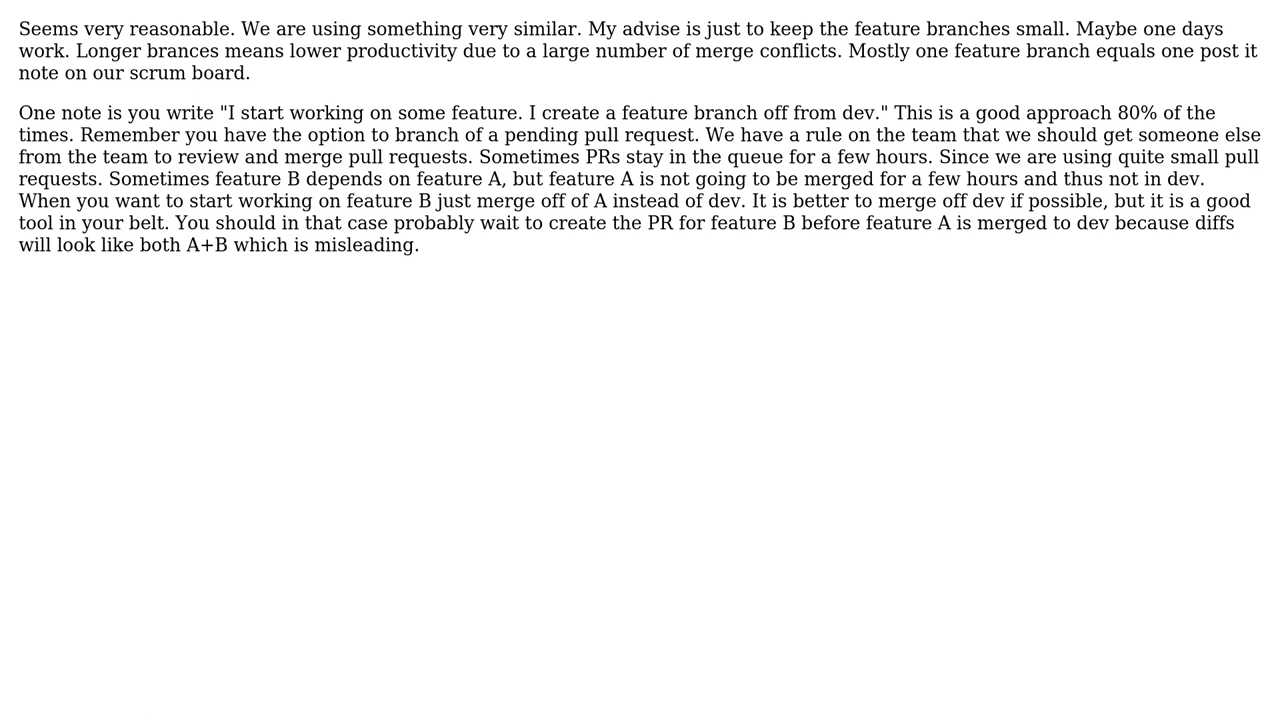 Seems very reasonable. We are using something very similar. My advise is just to keep the feature branches small. Maybe one days
work. Longer brances means lower productivity due to a large number of merge conflicts. Mostly one feature branch equals one post it
note on our scrum board.
One note is you write "I start working on some feature. I create a feature branch off from dev." This is a good approach 80% of the
times. Remember you have the option to branch of a pending pull request. We have a rule on the team that we should get someone else
from the team to review and merge pull requests. Sometimes PRs stay in the queue for a few hours. Since we are using quite small pull
requests. Sometimes feature B depends on feature A, but feature A is not going to be merged for a few hours and thus not in dev.
When you want to start working on feature B just merge off of A instead of dev. It is better to merge off dev if possible, but it is a good
tool in your belt. You should in that case probably wait to create the PR for feature B before feature A is merged to dev because diffs
will look like both A+B which is misleading.